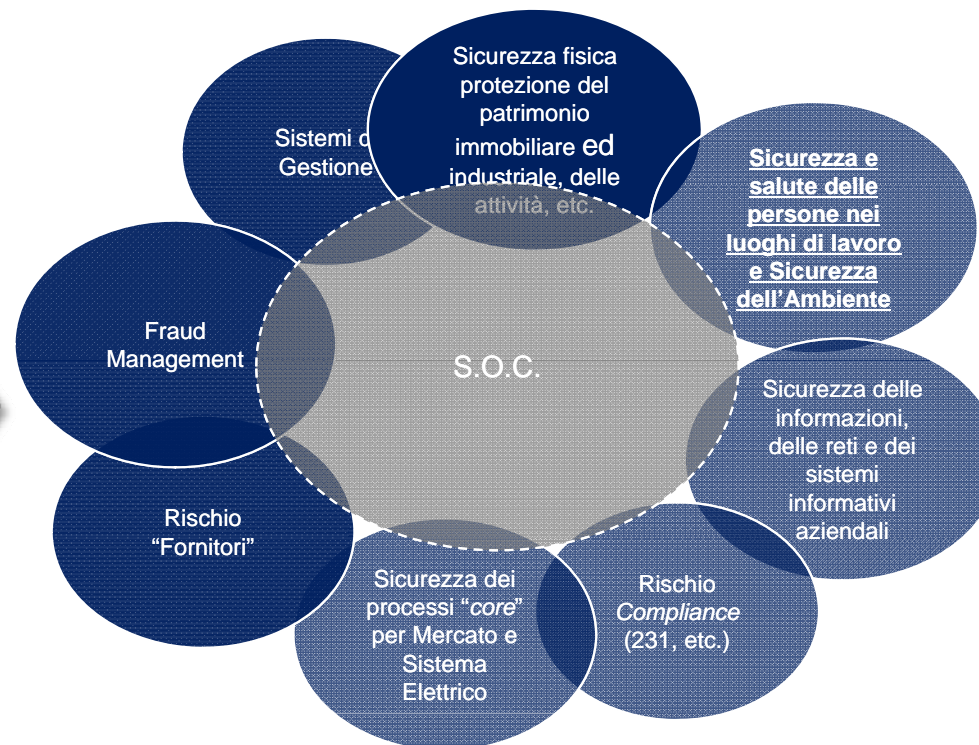 Sicurezza fisica
protezione del
patrimonio
immobiliare ed
industriale, delle
attività, etc.
Sistemi d
Gestione
Sicurezza e
salute delle
persone nei
luoghi di lavoro
e Sicurezza
dell’Ambiente
Fraud
Management
S.O.C.
Sicurezza delle
informazioni,
delle reti e dei
sistemi
informativi
aziendali
Rischio
“Fornitori”
Sicurezza dei
processi “core”
per Mercato e
Sistema
Elettrico
Rischio
Compliance
(231, etc.)